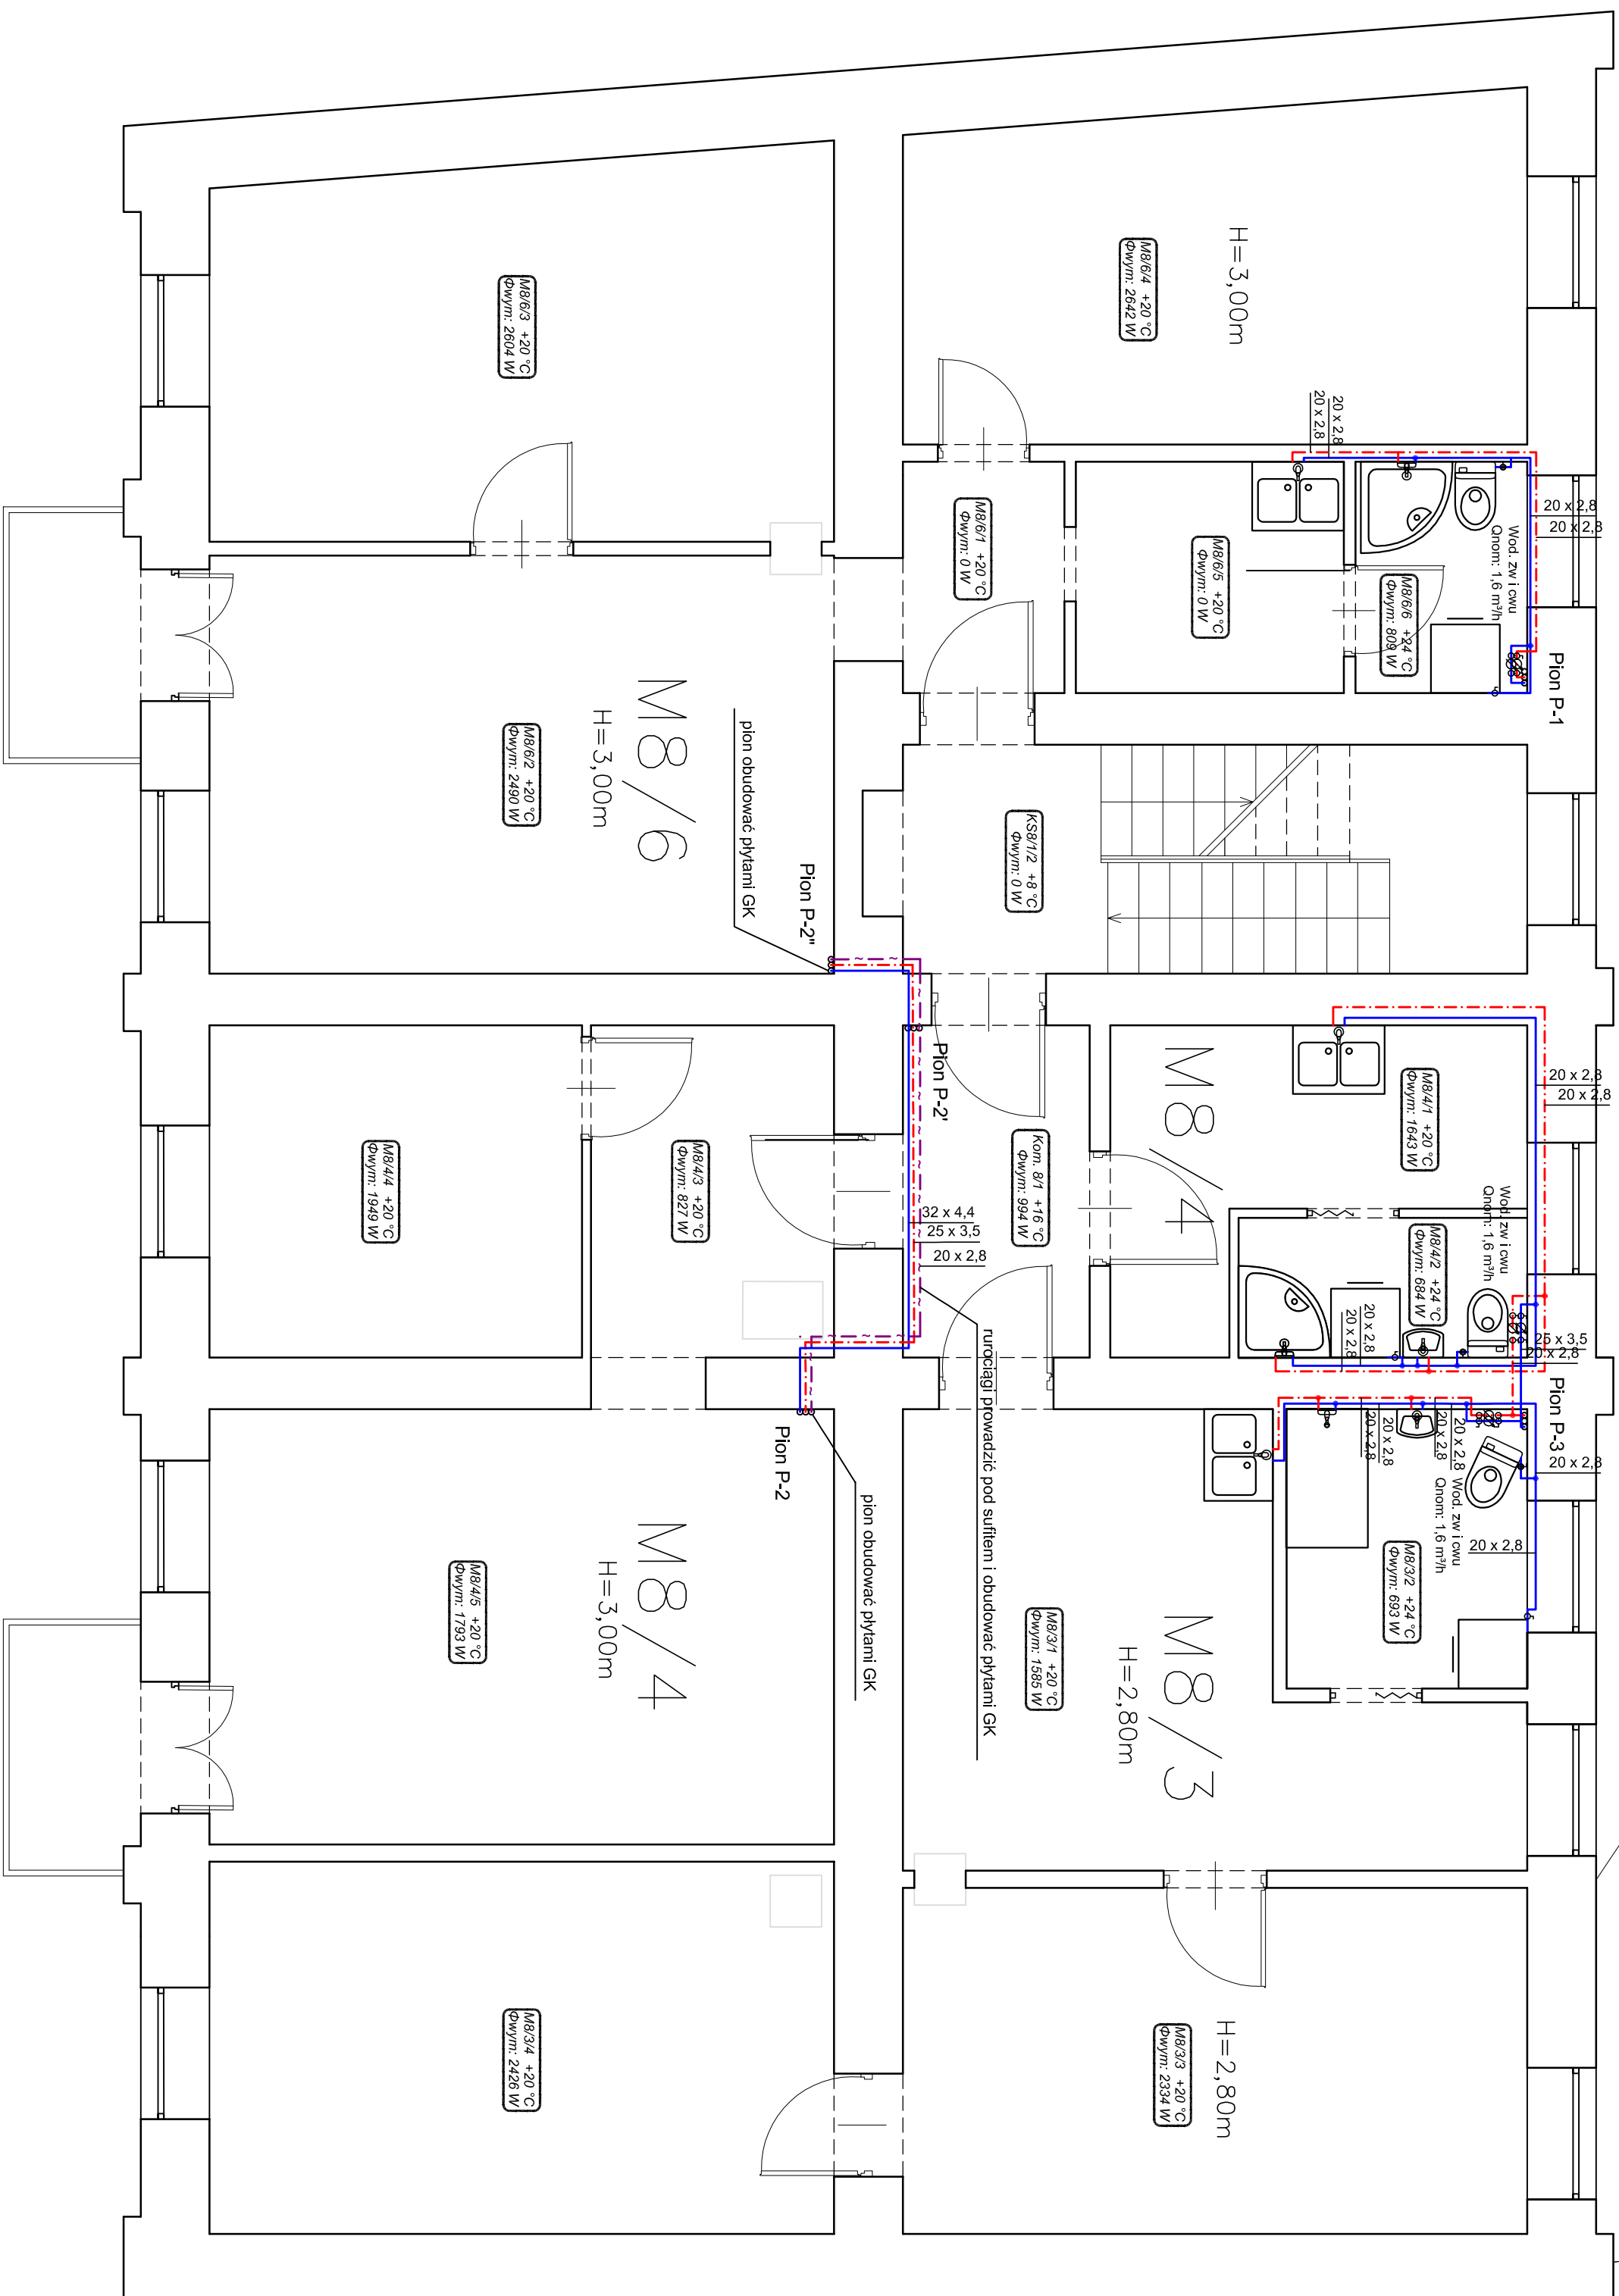 Pion P-1
20 x 2,8
20 x 2,8
Wod. zw i cwu
Qnom: 1,6 m³/h
M8/6/6 +24 °C
Φwym: 809 W
20 x 2,8
20 x 2,8
H=3,00m
M8/6/4 +20 °C
Φwym: 2642 W
M8/6/5 +20 °C
Φwym: 0 W
M8/6/1 +20 °C
Φwym: 0 W
M8/6/3 +20 °C
Φwym: 2604 W
M8/6
H=3,00m
M8/6/2 +20 °C
Φwym: 2490 W
pion obudować płytami GK
Pion P-2"
KS8/1/2 +8 °C
Φwym: 0 W
Pion P-2'
20 x 2,8
20 x 2,8
M8/4
M8/4/1 +20 °C
Φwym: 1643 W
Wod. zw i cwu
Qnom: 1,6 m³/h
M8/4/2 +24 °C
Φwym: 684 W
20 x 2,8
20 x 2,8
25 x 3,5
20 x 2,8
Kom. 8/1 +16 °C
Φwym: 994 W
32 x 4,4
25 x 3,5
20 x 2,8
M8/4/3 +20 °C
Φwym: 827 W
M8/4/4 +20 °C
Φwym: 1949 W
Pion P-3
20 x 2,8
20 x 2,8
20 x 2,8
20 x 2,8
20 x 2,8
Wod. zw i cwu
Qnom: 1,6 m³/h
20 x 2,8
M8/3/2 +24 °C
Φwym: 693 W
rurociągi prowadzić pod sufitem i obudować płytami GK
pion obudować płytami GK
Pion P-2
M8/4
H=3,00m
M8/4/5 +20 °C
Φwym: 1793 W
M8/3
H=2,80m
M8/3/1 +20 °C
Φwym: 1585 W
H=2,80m
M8/3/3 +20 °C
Φwym: 2334 W
M8/3/4 +20 °C
Φwym: 2426 W